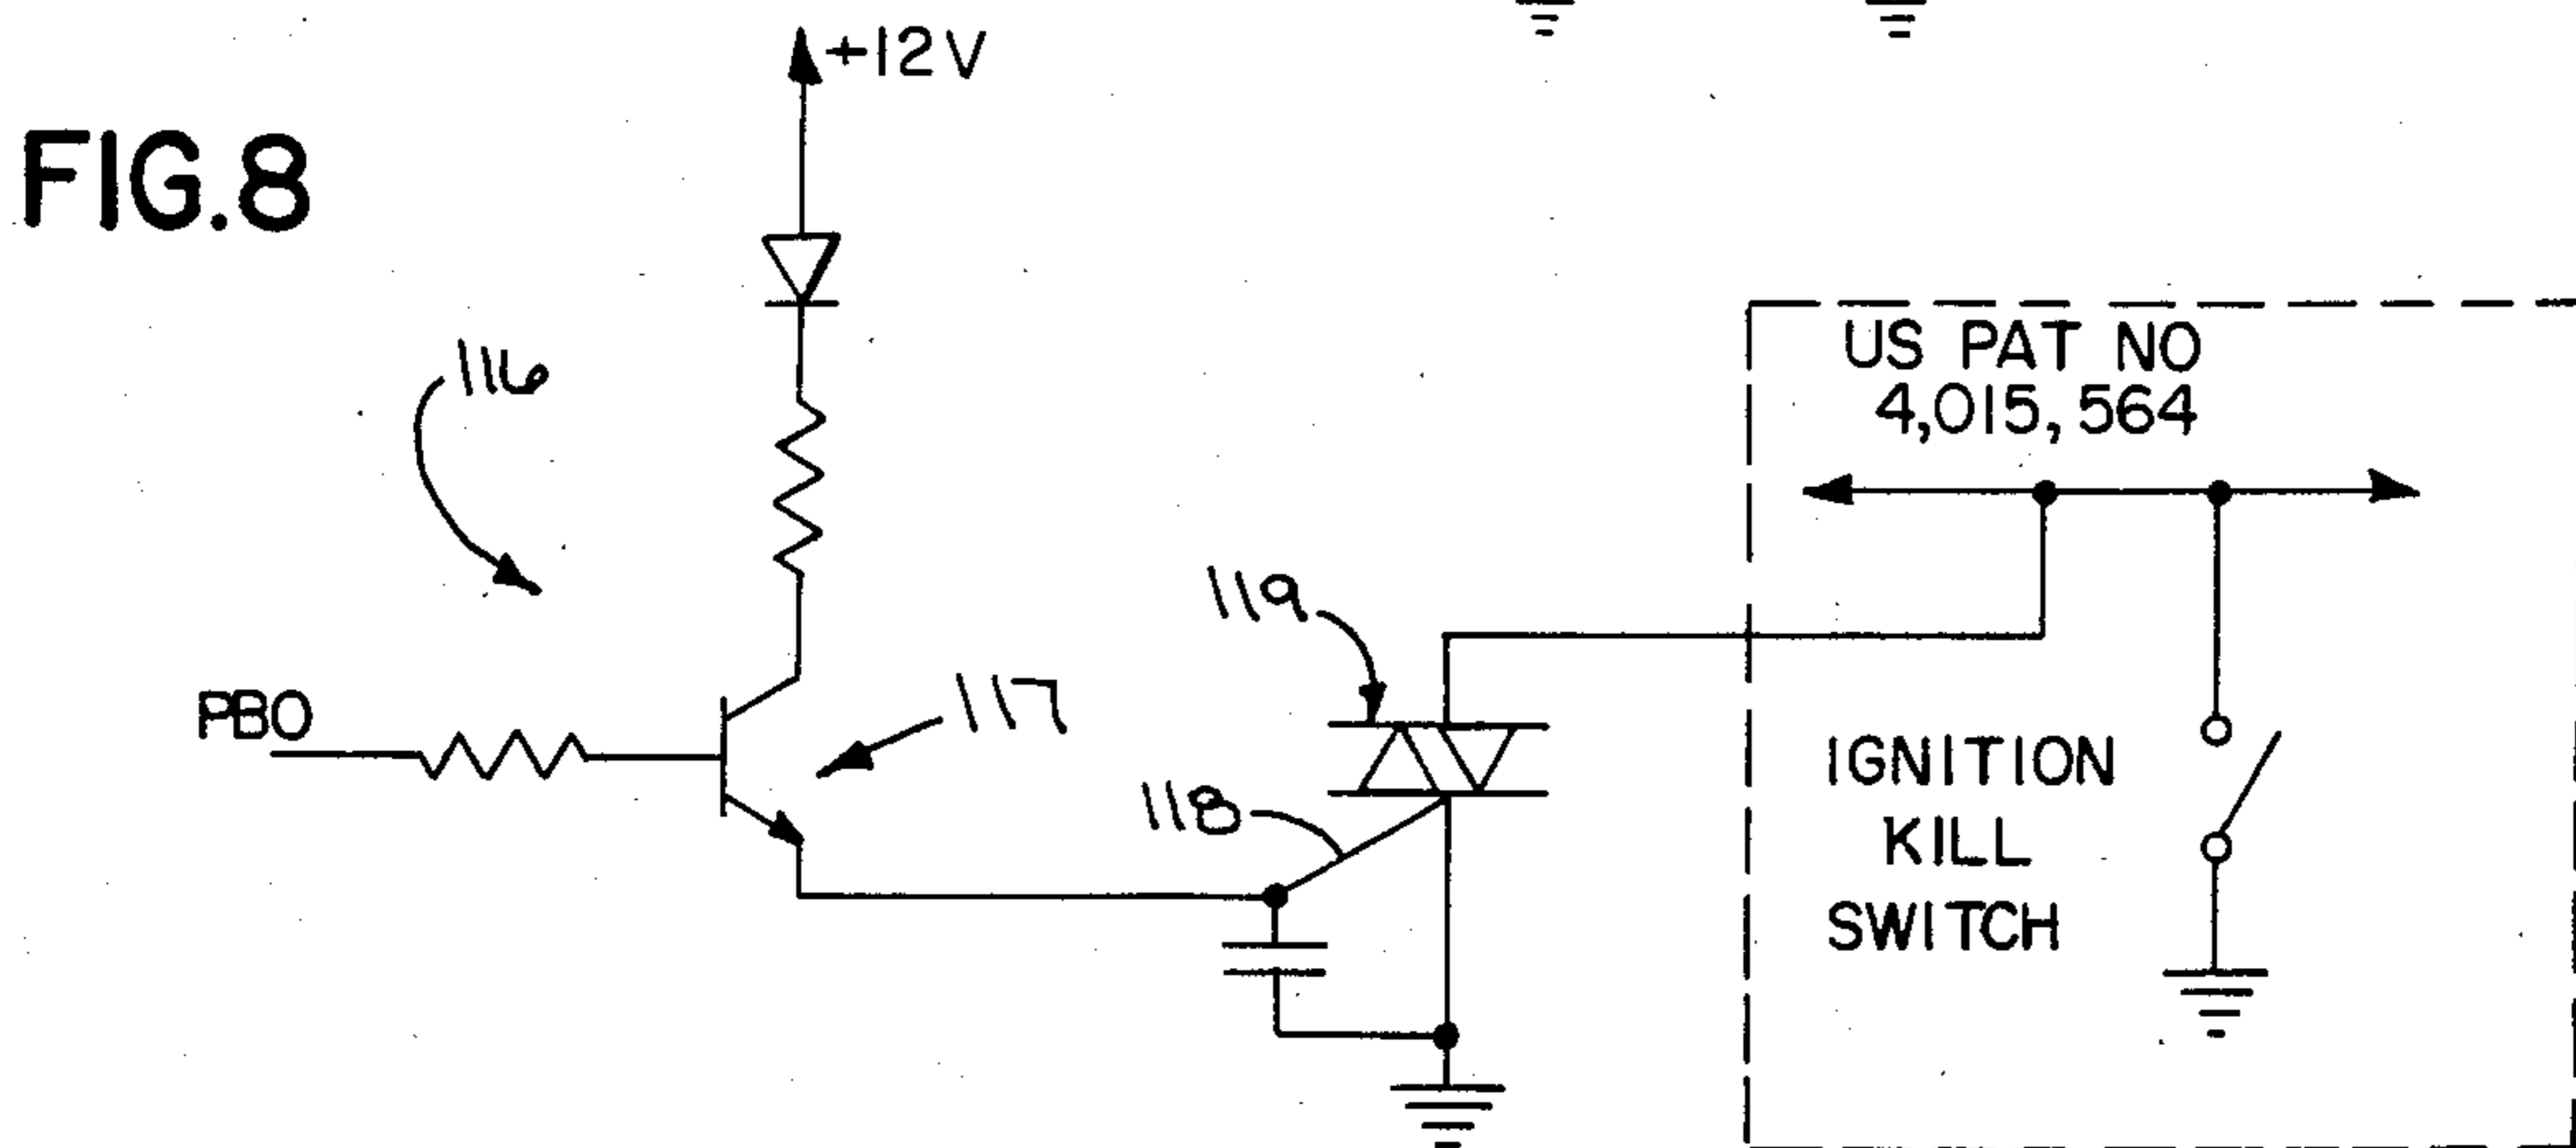 +12V
FIG.8
116
US PAT NO
4,015,564
119
PBO
117
118
IGNITION
KILL
SWITCH